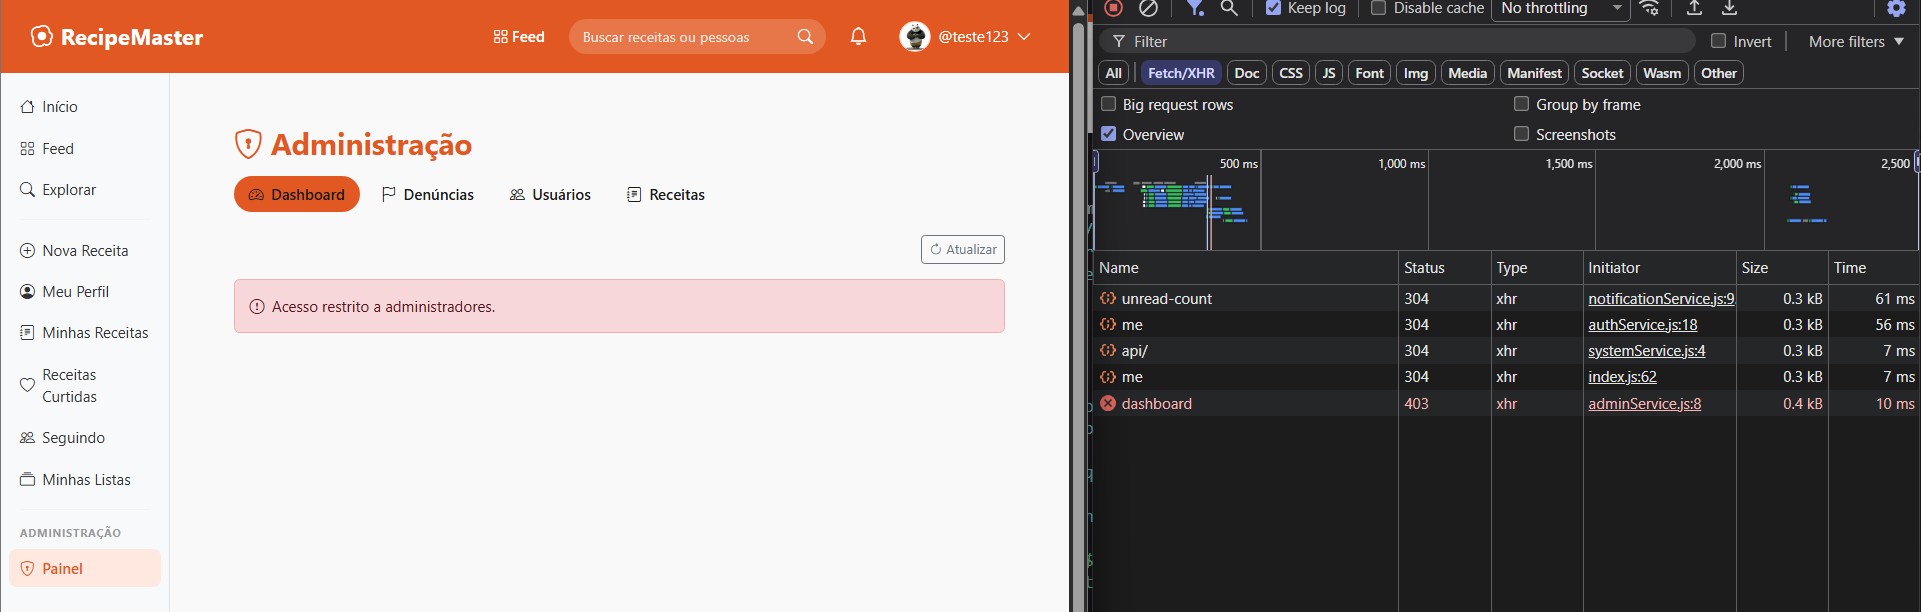 RecipeMaster
Feed
Buscar receitas ou pessoas
@teste123
Início
Feed
Explorar
Nova Receita
Meu Perfil
Minhas Receitas
Receitas
Curtidas
Seguindo
Minhas Listas
ADMINISTRAÇÃO
Painel
Administração
Dashboard
Denúncias
Usuários
Receitas
Atualizar
Acesso restrito a administradores.
Keep log
Disable cache
No throttling
Filter
Invert
More filters
All
Fetch/XHR
Doc
CSS
JS
Font
Img
Media
Manifest
Socket
Wasm
Other
Big request rows
Group by frame
Overview
Screenshots
500 ms
1,000 ms
1,500 ms
2,000 ms
2,500
Name Status Type Initiator Size Time
unread-count 304 xhr notificationService.js:9 0.3 kB 61 ms
me 304 xhr authService.js:18 0.3 kB 56 ms
api/ 304 xhr systemService.js:4 0.3 kB 7 ms
me 304 xhr index.js:62 0.3 kB 7 ms
dashboard 403 xhr adminService.js:8 0.4 kB 10 ms